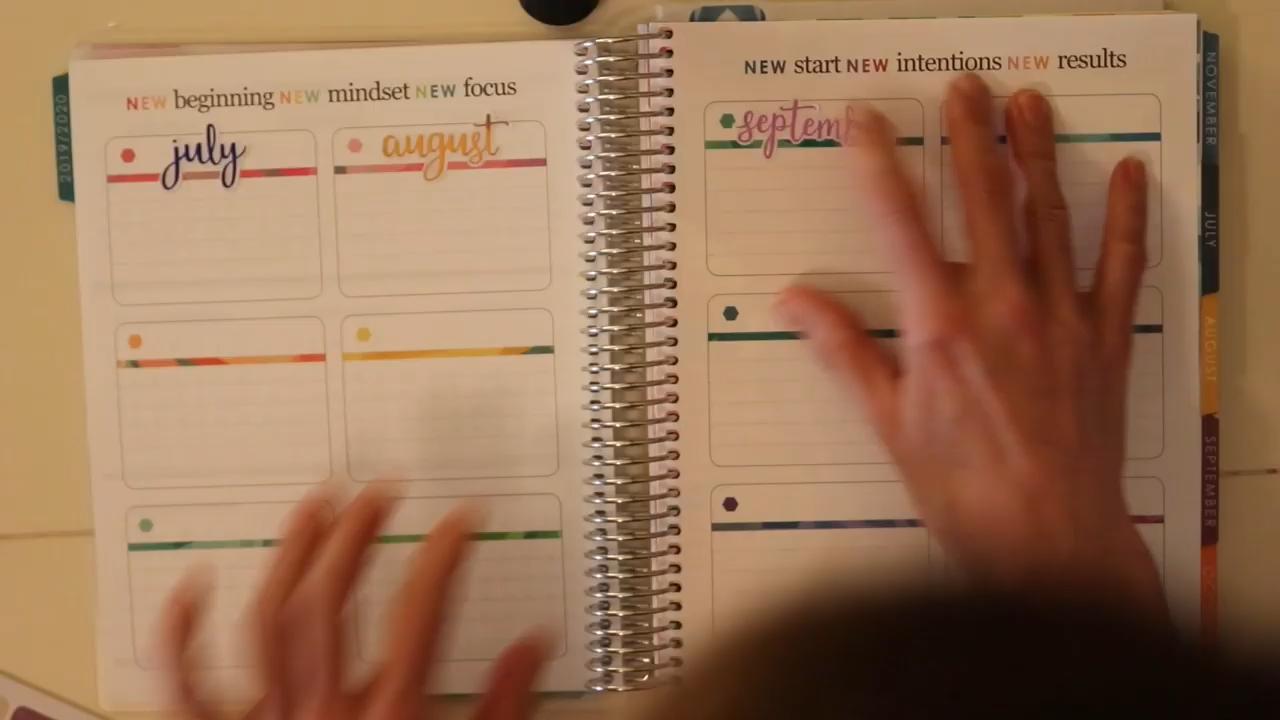 NEW beginning NEW mindset NEW focus
july
august
NEW start NEW intentions NEW results
septemb
2019/2020
NOVEMBER
JULY
AUGUST
SEPTEMBER